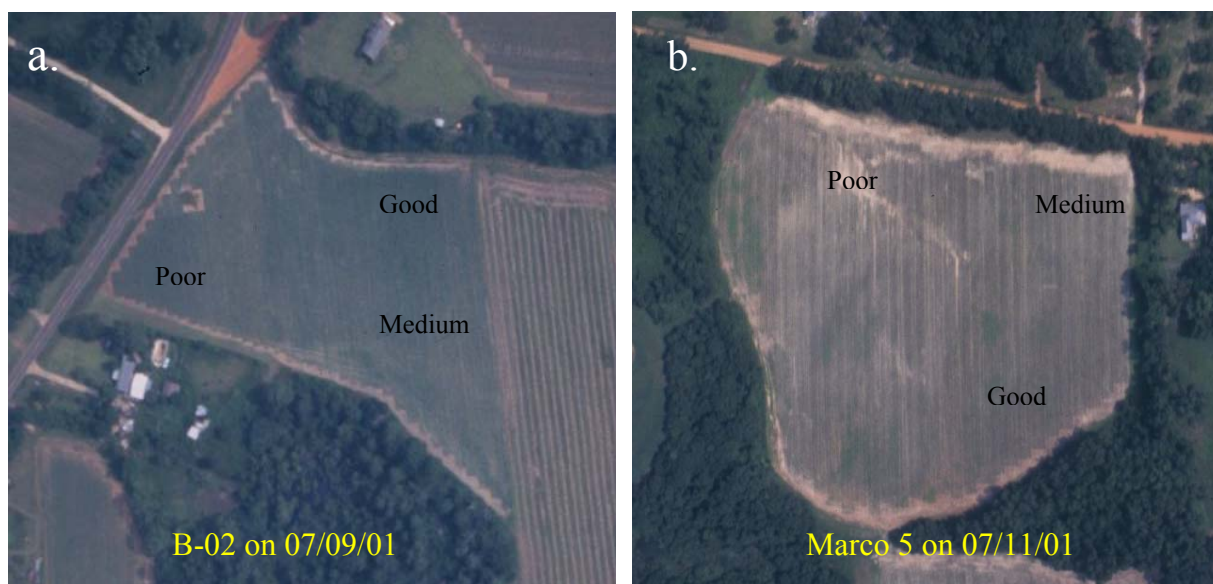 a.
Good
Poor
Medium
B-02 on 07/09/01
b.
Poor
Medium
Good
Marco 5 on 07/11/01